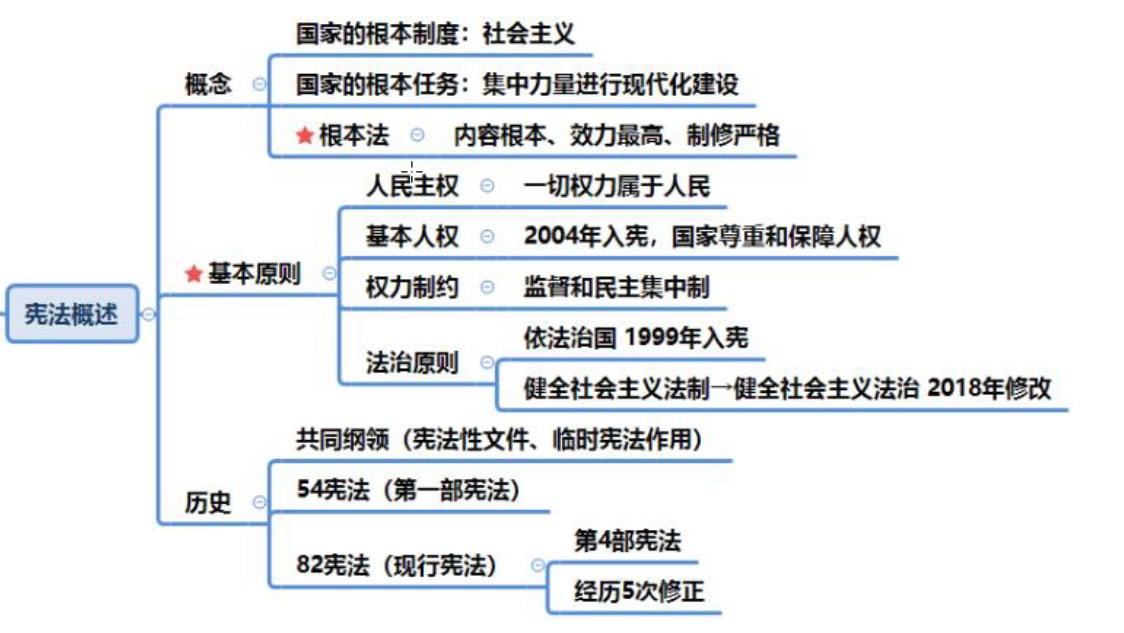 宪法概述
概念
国家的根本制度：社会主义
国家的根本任务：集中力量进行现代化建设
根本法 内容根本、效力最高、制修严格
基本原则
人民主权 一切权力属于人民
基本人权 2004年入宪，国家尊重和保障人权
权力制约 监督和民主集中制
法治原则
依法治国 1999年入宪
健全社会主义法制→健全社会主义法治 2018年修改
历史
共同纲领（宪法性文件、临时宪法作用）
54宪法（第一部宪法）
82宪法（现行宪法）
第4部宪法
经历5次修正